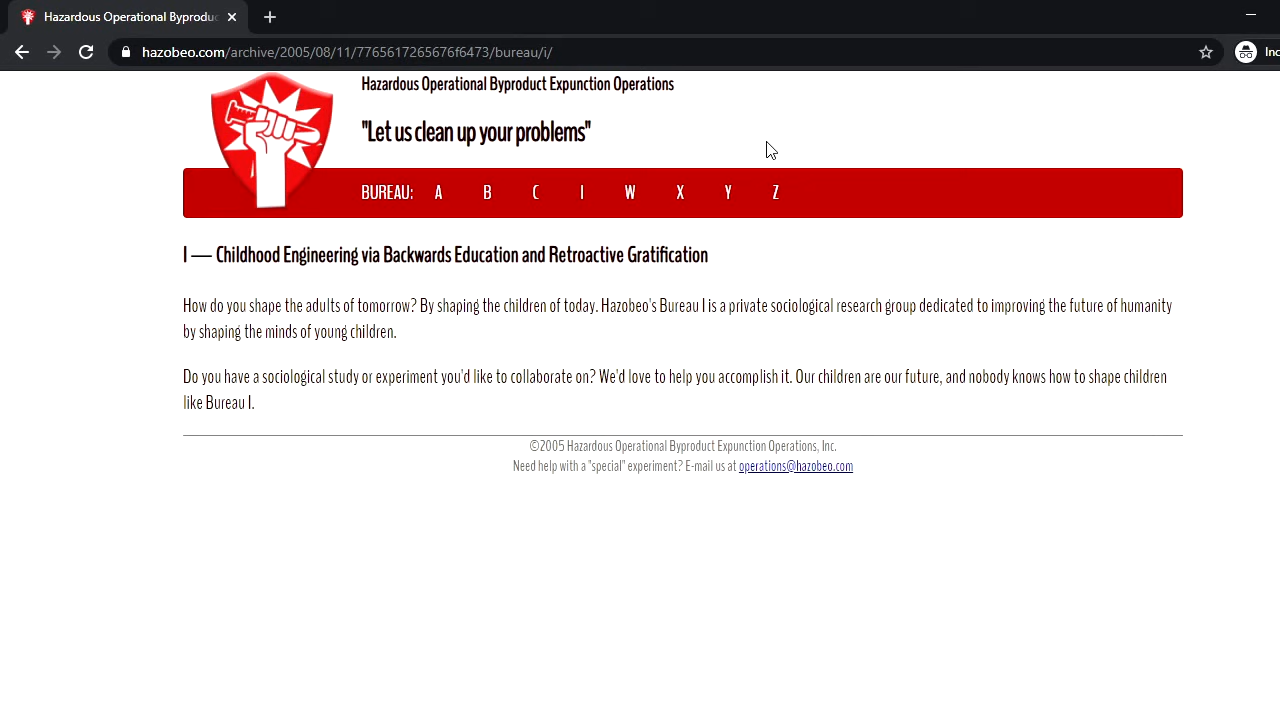 Hazardous Operational Byproduc
hazobeo.com/archive/2005/08/11/7765617265676f6473/bureau/i/
Hazardous Operational Byproduct Expunction Operations
"Let us clean up your problems"
BUREAU: A B C I W X Y Z
I — Childhood Engineering via Backwards Education and Retroactive Gratification
How do you shape the adults of tomorrow? By shaping the children of today. Hazobeo's Bureau I is a private sociological research group dedicated to improving the future of humanity
by shaping the minds of young children.
Do you have a sociological study or experiment you'd like to collaborate on? We'd love to help you accomplish it. Our children are our future, and nobody knows how to shape children
like Bureau I.
©2005 Hazardous Operational Byproduct Expunction Operations, Inc.
Need help with a "special" experiment? E-mail us at operations@hazobeo.com